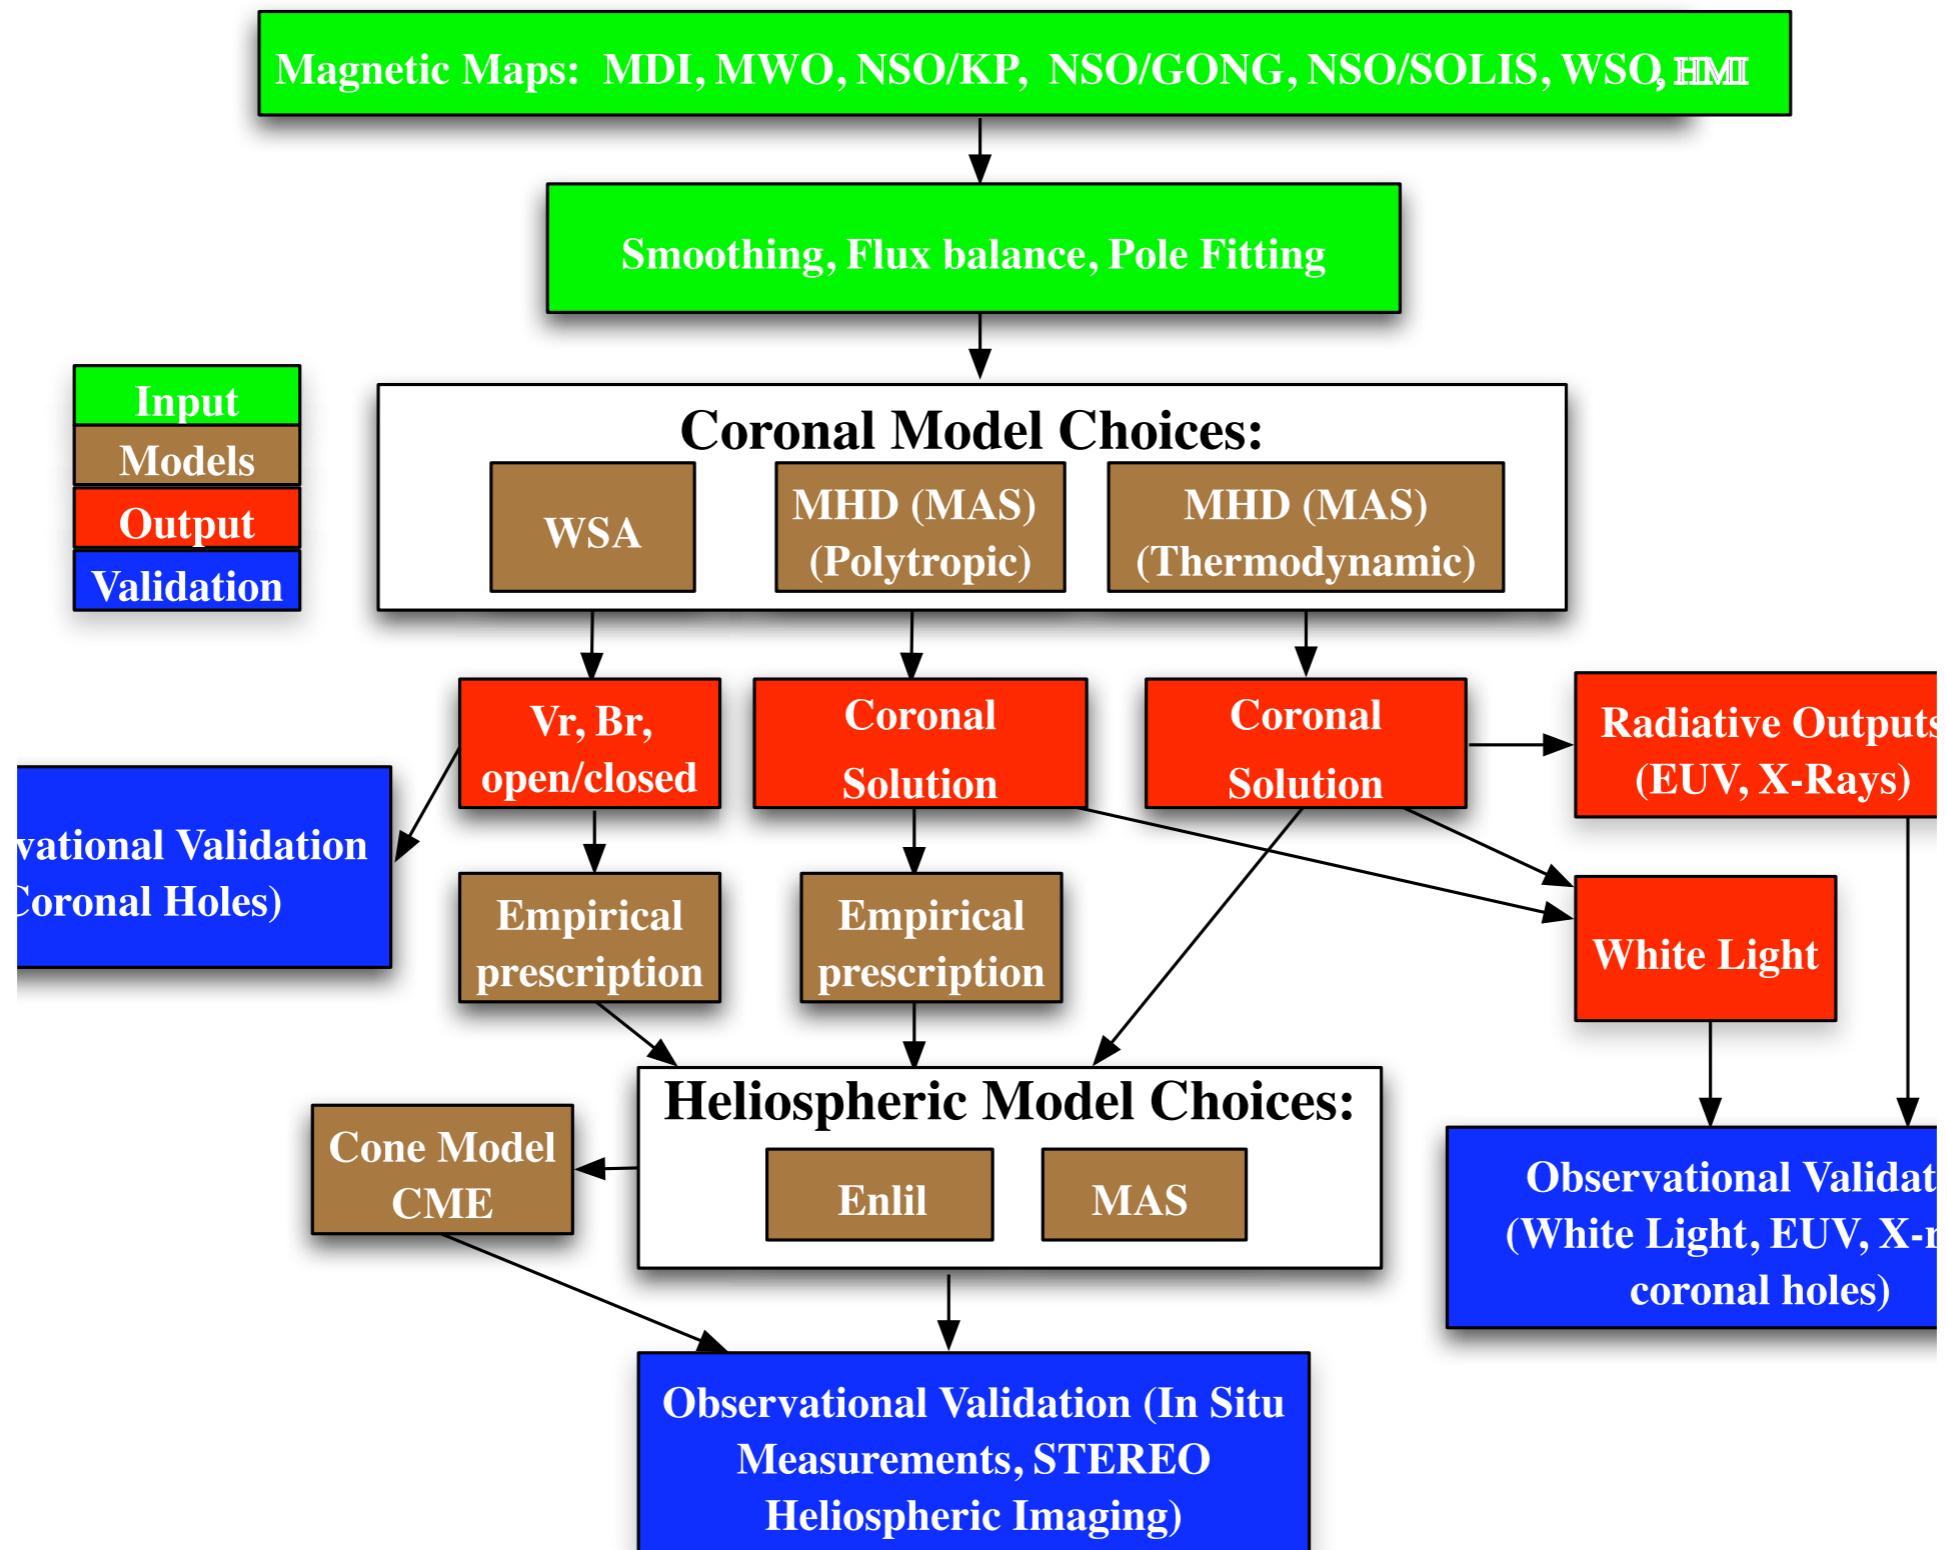 Magnetic Maps: MDI, MWO, NSO/KP, NSO/GONG, NSO/SOLIS, WSO, HMI
Smoothing, Flux balance, Pole Fitting
Input
Models
Output
Validation
Coronal Model Choices:
WSA
MHD (MAS)
(Polytropic)
MHD (MAS)
(Thermodynamic)
Vr, Br,
open/closed
Coronal
Solution
Coronal
Solution
Radiative Outputs
(EUV, X-Rays)
Validation
Holes)
Empirical
prescription
Empirical
prescription
White Light
Heliospheric Model Choices:
Enlil
MAS
Cone Model
CME
Observational
(White Light, EUV,
coronal holes)
Observational Validation (In Situ
Measurements, STEREO
Heliospheric Imaging)